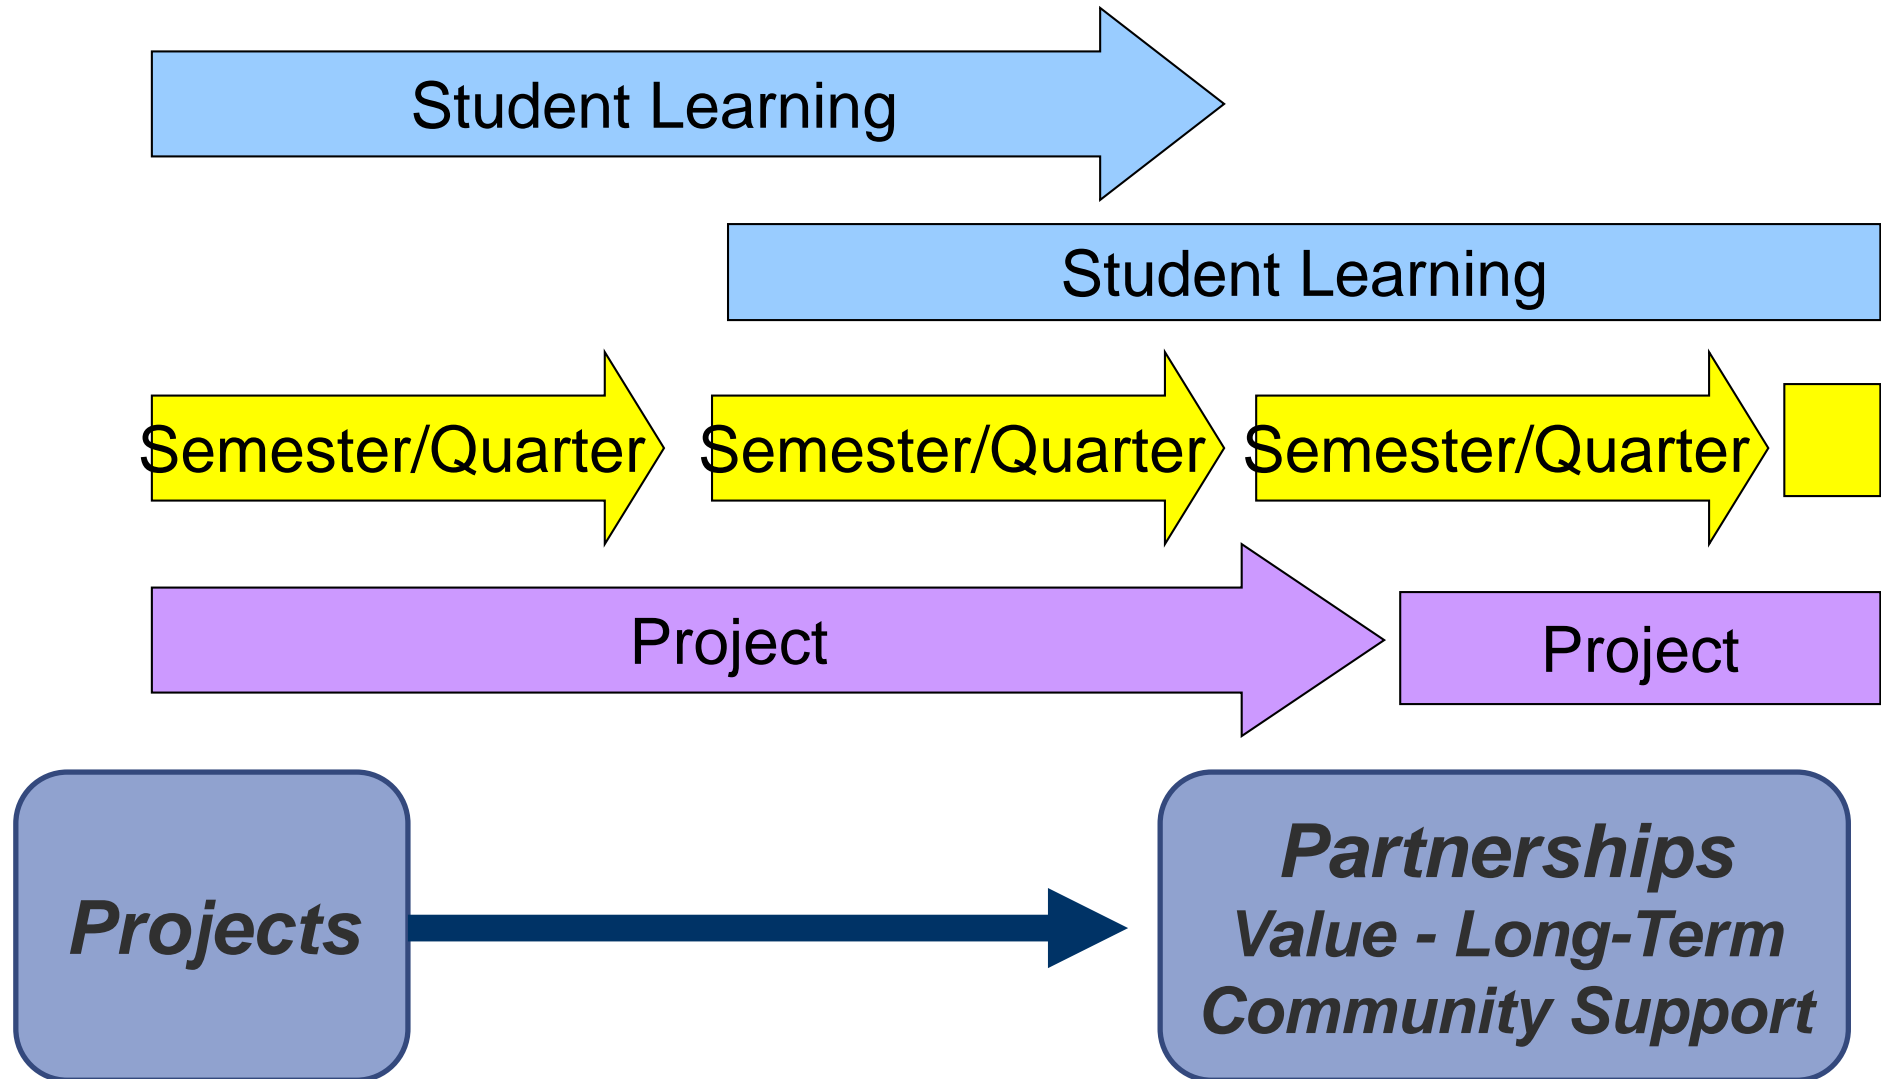 Student Learning
Student Learning
Semester/Quarter
Semester/Quarter
Semester/Quarter
Project
Project
Projects
Partnerships
Value - Long-Term
Community Support